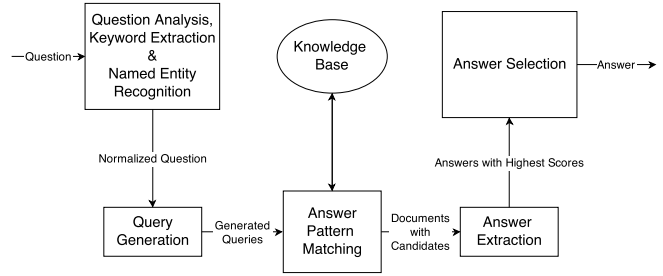 Question
Question Analysis,
Keyword Extraction
&
Named Entity
Recognition
Normalized Question
Query
Generation
Generated
Queries
Knowledge
Base
Answer
Pattern
Matching
Documents
with
Candidates
Answer
Extraction
Answers with Highest Scores
Answer Selection
Answer